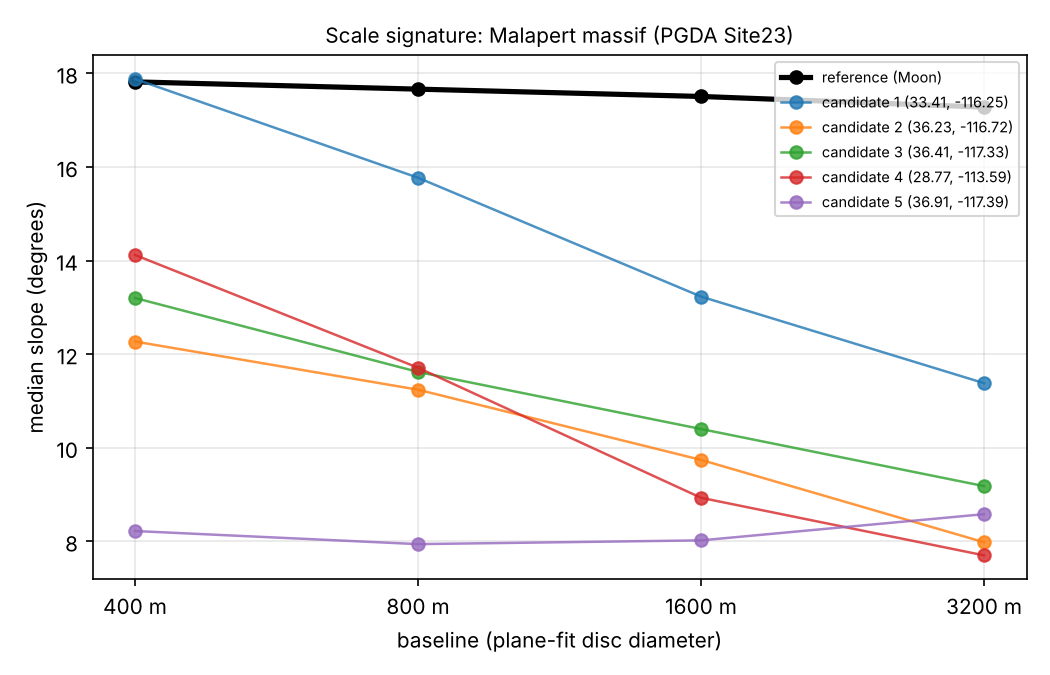 Scale signature: Malapert massif (PGDA Site23)
reference (Moon)
candidate 1 (33.41, -116.25)
candidate 2 (36.23, -116.72)
candidate 3 (36.41, -117.33)
candidate 4 (28.77, -113.59)
candidate 5 (36.91, -117.39)
median slope (degrees)
18
16
14
12
10
8
400 m
800 m
1600 m
3200 m
baseline (plane-fit disc diameter)